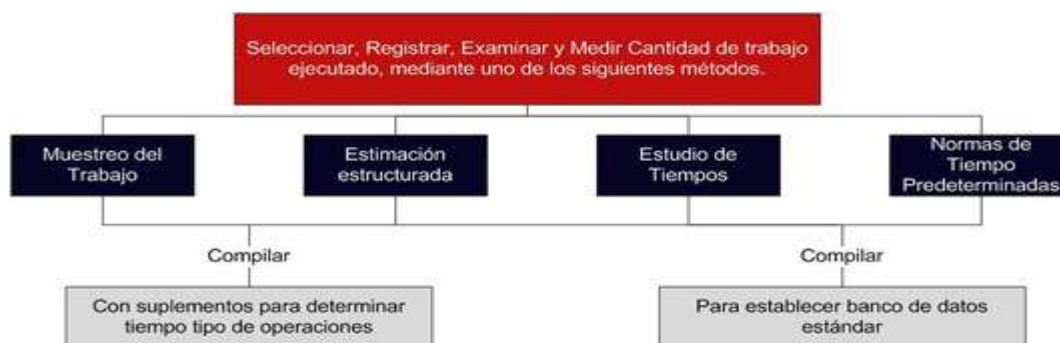 Seleccionar, Registrar, Examinar y Medir Cantidad de trabajo
ejecutado, mediante uno de los siguientes métodos.
Muestreo del
Trabajo
Estimación
estructurada
Estudio de
Tiempos
Normas de
Tiempo
Predeterminadas
Compilar
Compilar
Con suplementos para determinar
tiempo tipo de operaciones
Para establecer banco de datos
estándar